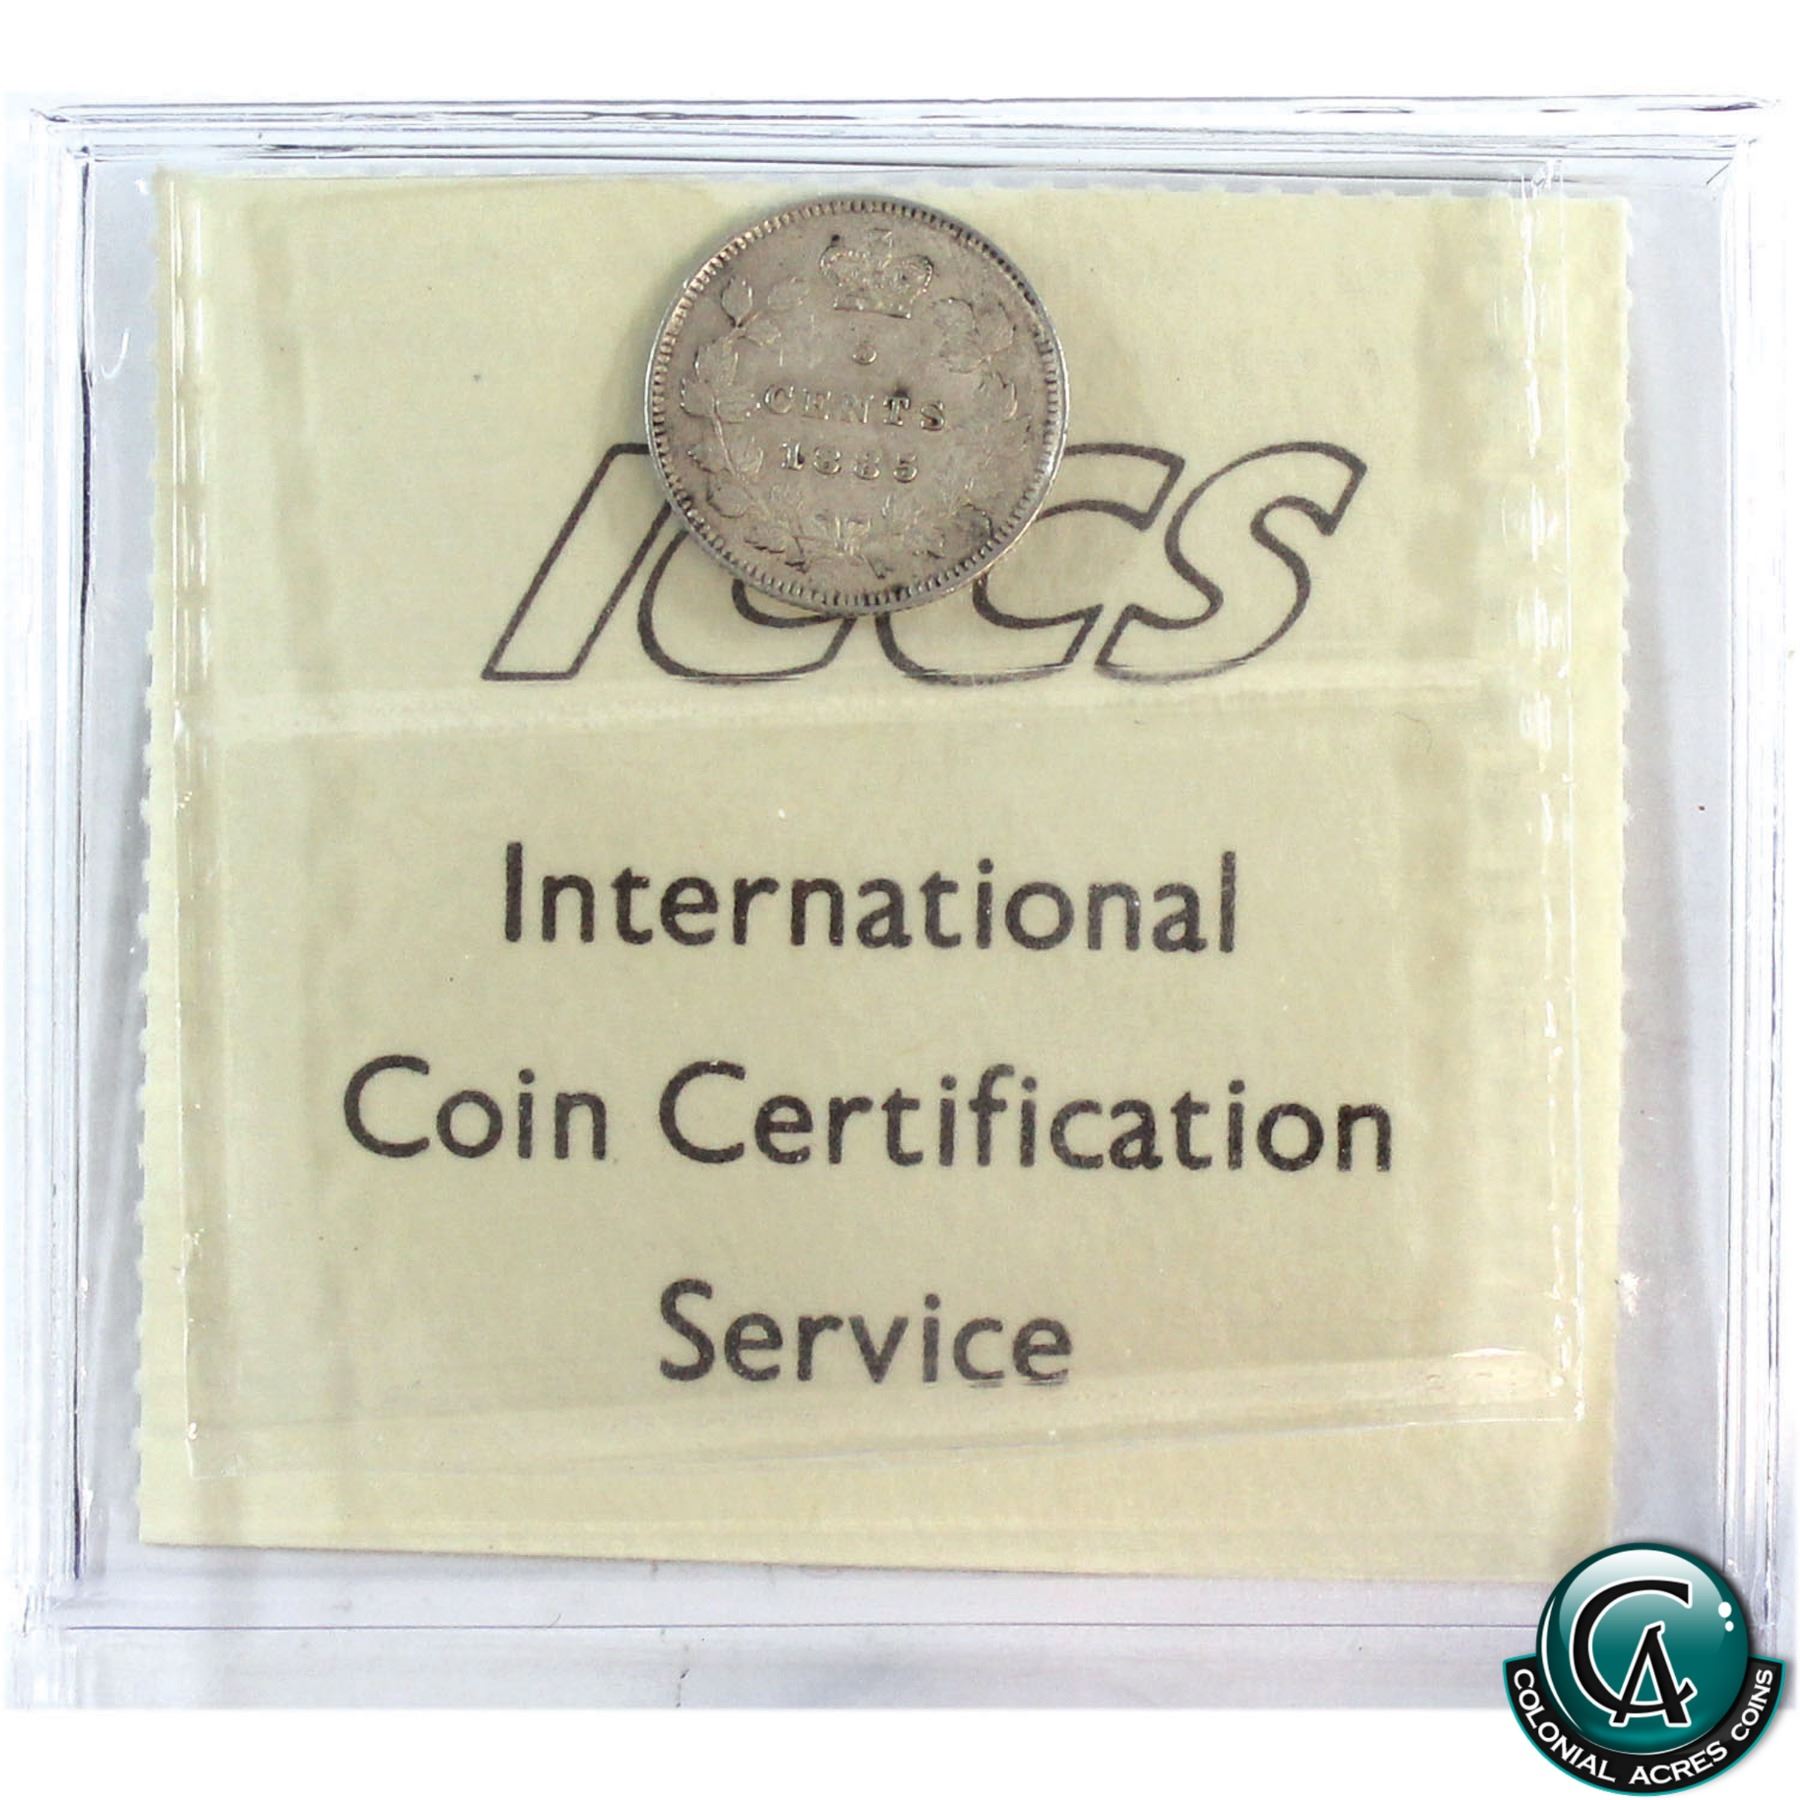 5
CENTS
1885
ICCS
International
Coin Certification
Service
CA
COLONIAL ACRES COINS